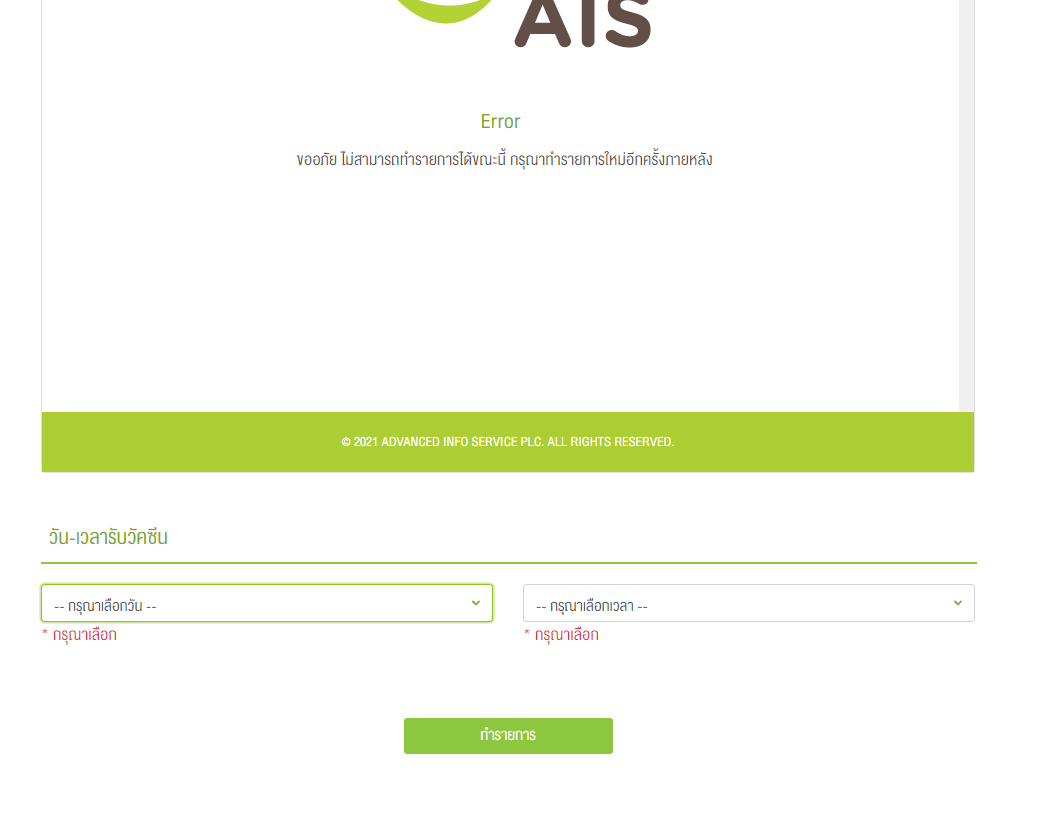 AIS
Error
ขออภัย ไม่สามารถทำรายการได้ขณะนี้ กรุณาทำรายการใหม่อีกครั้งภายหลัง
© 2021 ADVANCED INFO SERVICE PLC. ALL RIGHTS RESERVED.
วัน-เวลารับวัคซีน
-- กรุณาเลือกวัน -- -- กรุณาเลือกเวลา --
* กรุณาเลือก * กรุณาเลือก
ทำรายการ